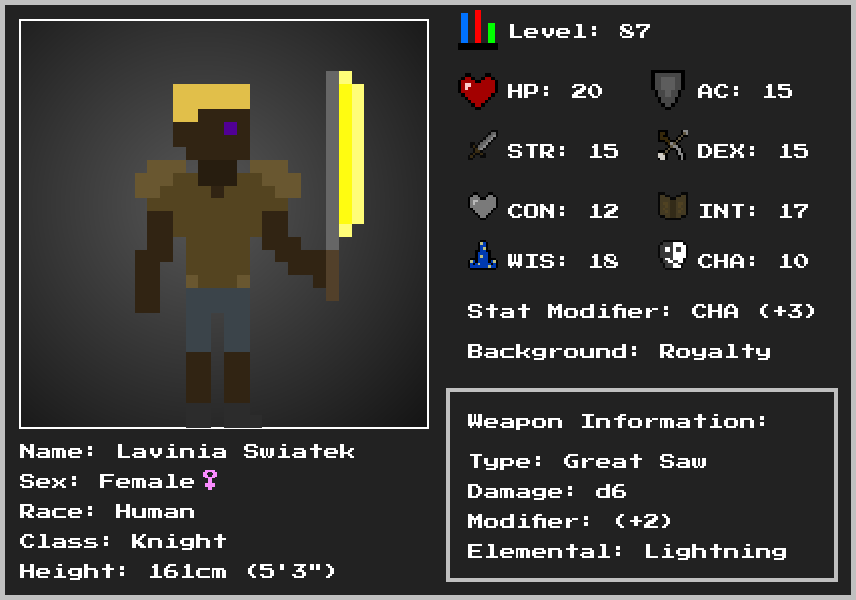 Level: 87
HP: 20 AC: 15
STR: 15 DEX: 15
CON: 12 INT: 17
WIS: 18 CHA: 10
Stat Modifier: CHA (+3)
Background: Royalty
Weapon Information:
Type: Great Saw
Damage: d6
Modifier: (+2)
Elemental: Lightning
Name: Lavinia Swiatek
Sex: Female♀
Race: Human
Class: Knight
Height: 161cm (5'3")